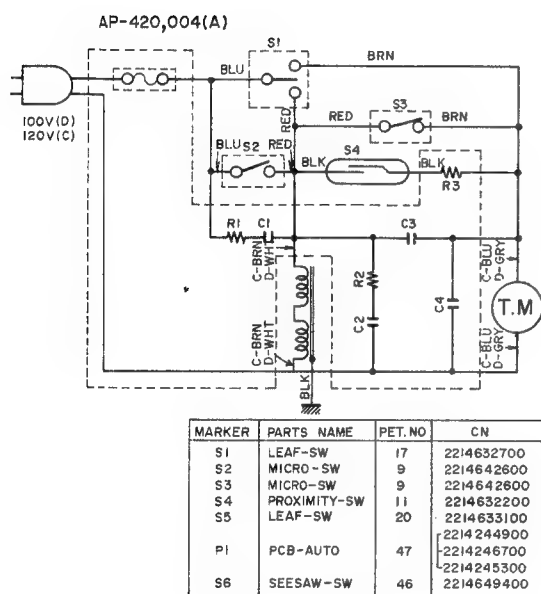 AP-420,004(A)
S1
BLU
BRN
100V(D)
120V(C)
RED
RED
S3
BRN
BLU
S2
RED
BLK
S4
BLK
R3
R1
C1
C3
C-BRN
D-WHT
R2
C-BLU
D-GRY
C4
T.M
C2
C-BRN
D-WHT
C-BLU
D-GRY
BLK
MARKER PARTS NAME PET. NO CN
S1 LEAF-SW 17 2214632700
S2 MICRO-SW 9 2214642600
S3 MICRO-SW 9 2214642600
S4 PROXIMITY-SW 11 2214632200
S5 LEAF-SW 20 2214633100
2214244900
P1 PCB-AUTO 47 2214246700
2214245300
S6 SEESAW-SW 46 2214649400